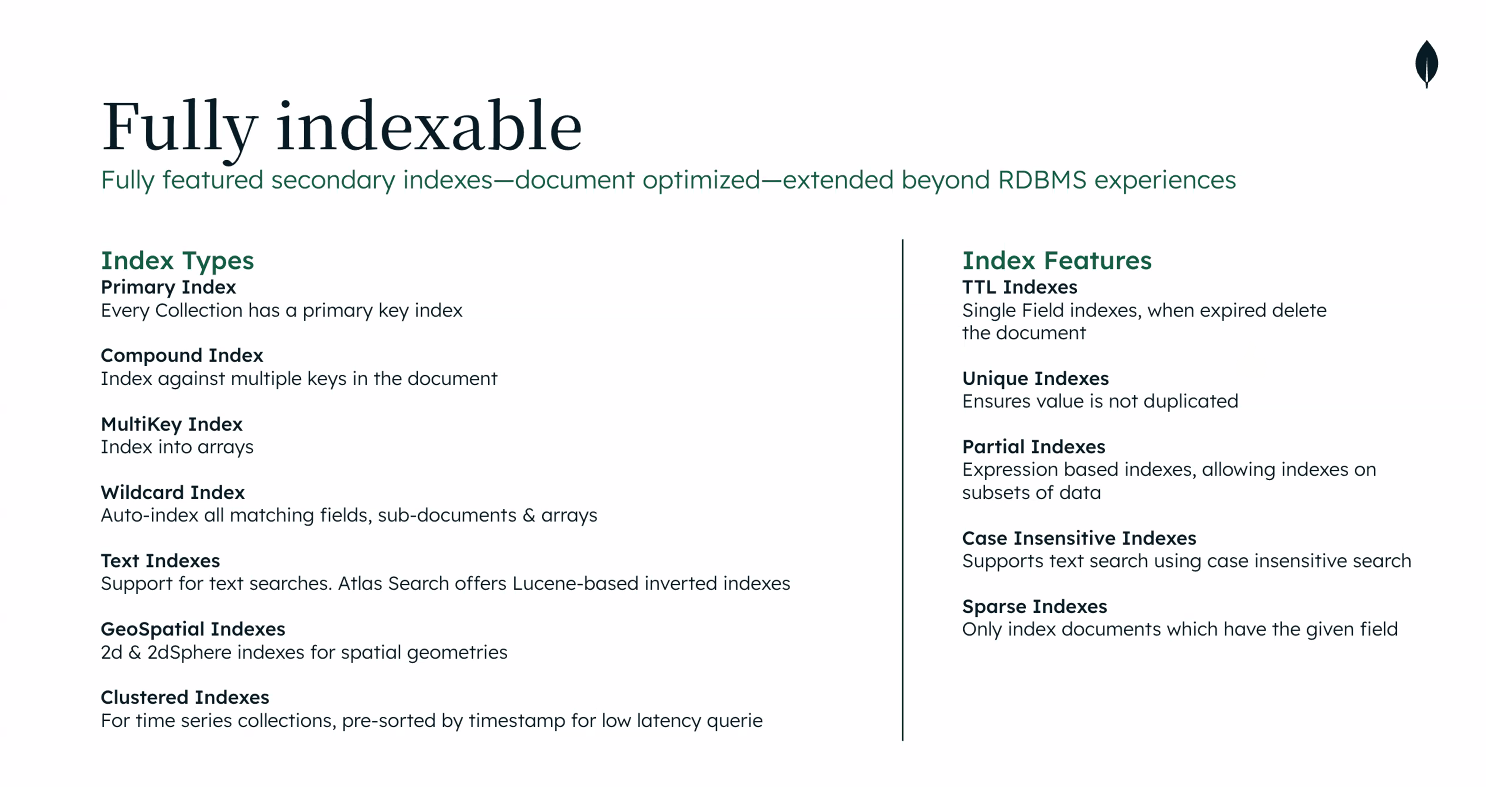 Fully indexable
Fully featured secondary indexes—document optimized—extended beyond RDBMS experiences
Index Types
Primary Index
Every Collection has a primary key index
Compound Index
Index against multiple keys in the document
MultiKey Index
Index into arrays
Wildcard Index
Auto-index all matching fields, sub-documents & arrays
Text Indexes
Support for text searches. Atlas Search offers Lucene-based inverted indexes
GeoSpatial Indexes
2d & 2dSphere indexes for spatial geometries
Clustered Indexes
For time series collections, pre-sorted by timestamp for low latency querie
Index Features
TTL Indexes
Single Field indexes, when expired delete
the document
Unique Indexes
Ensures value is not duplicated
Partial Indexes
Expression based indexes, allowing indexes on
subsets of data
Case Insensitive Indexes
Supports text search using case insensitive search
Sparse Indexes
Only index documents which have the given field